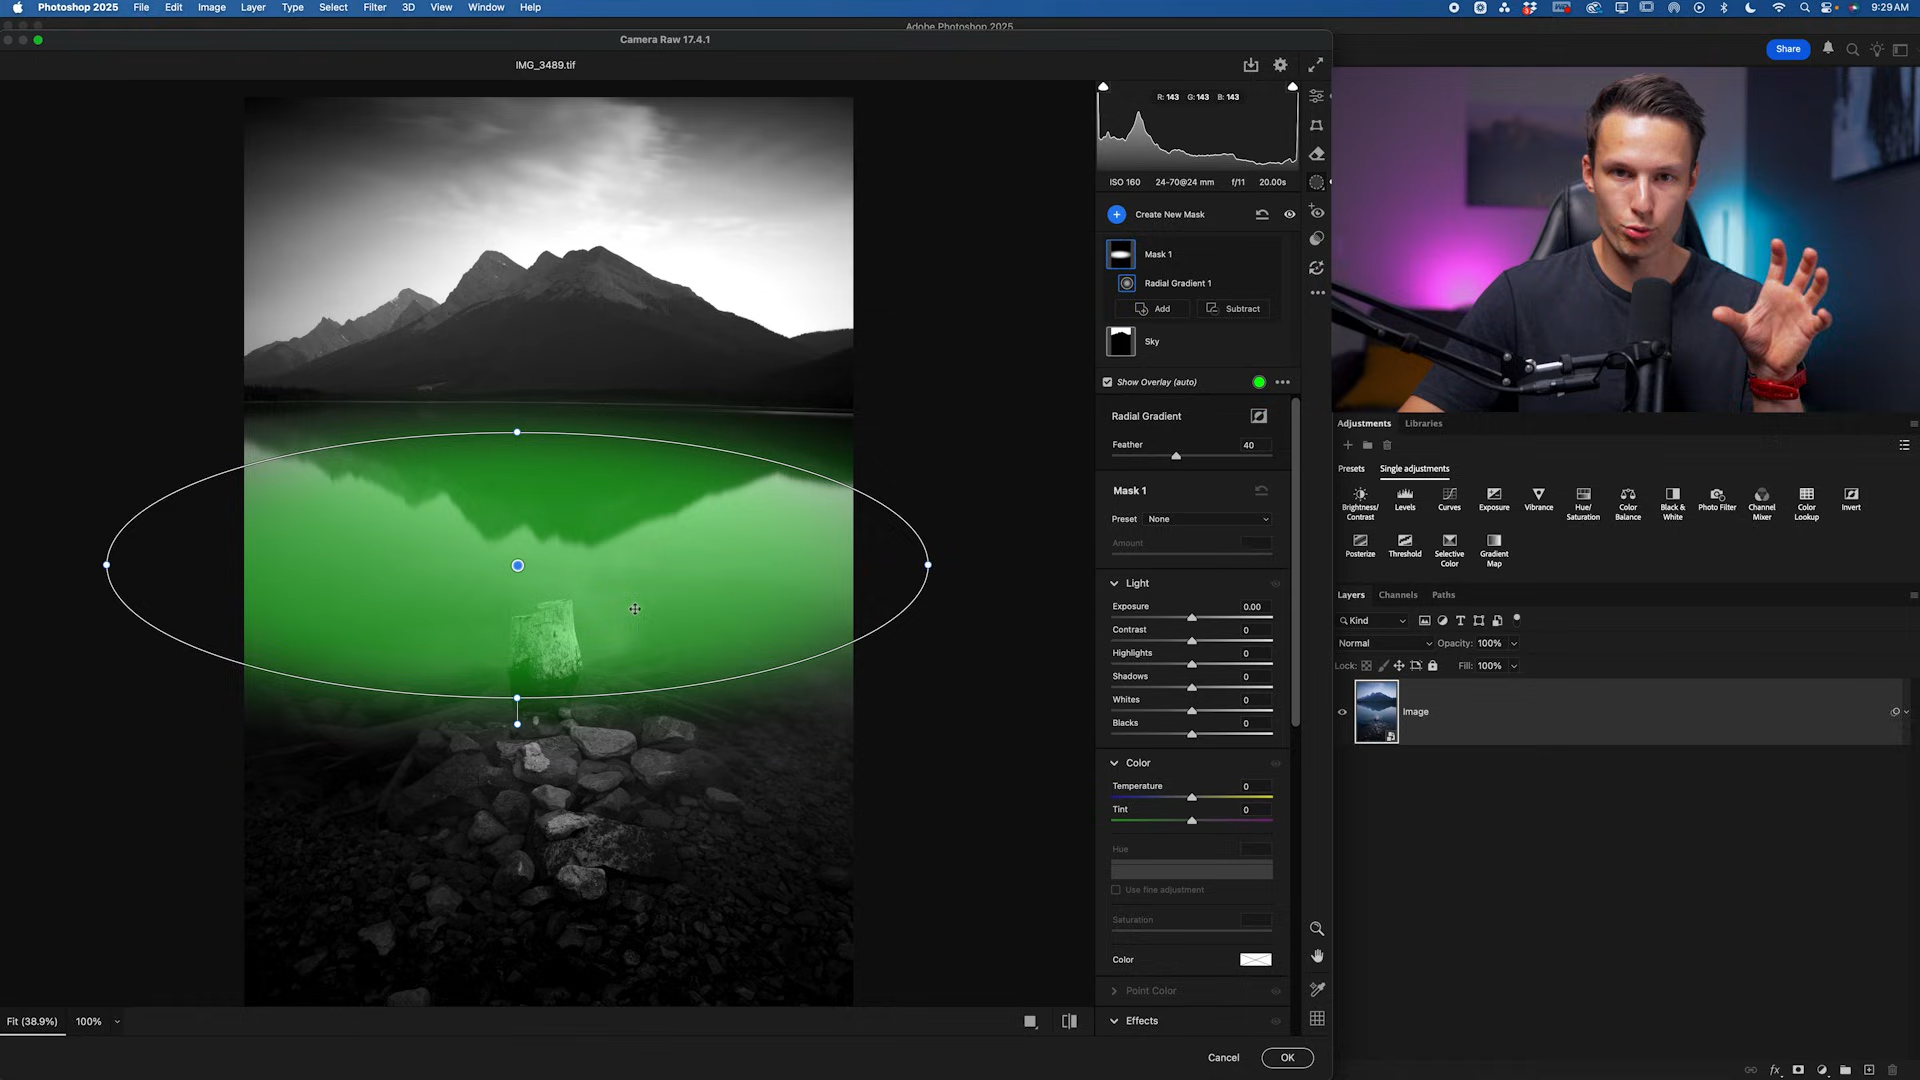 Photoshop 2025 File Edit Image Layer Type Select Filter 3D View Window Help 9:29 AM
Adobe Photoshop 2025
Camera Raw 17.4.1
IMG_3489.tif
Share
R: 143 G: 143 B: 143
ISO 160 24-70@24 mm f/11 20.00s
Create New Mask
Mask 1
Radial Gradient 1
Add Subtract
Sky
Show Overlay (auto)
Radial Gradient
Feather 40
Mask 1
Preset None
Amount
Light
Exposure 0.00
Contrast 0
Highlights 0
Shadows 0
Whites 0
Blacks 0
Color
Temperature 0
Tint 0
Hue
Use fine adjustment
Saturation
Color
Point Color
Effects
Fit (38.9%) 100%
Cancel OK
Adjustments Libraries
Presets Single adjustments
Brightness/Contrast Levels Curves Exposure Vibrance Hue/Saturation Color Balance Black & White Photo Filter Channel Mixer Color Lookup Invert
Posterize Threshold Selective Color Gradient Map
Layers Channels Paths
Kind
Normal Opacity: 100%
Lock: Fill: 100%
Image
fx